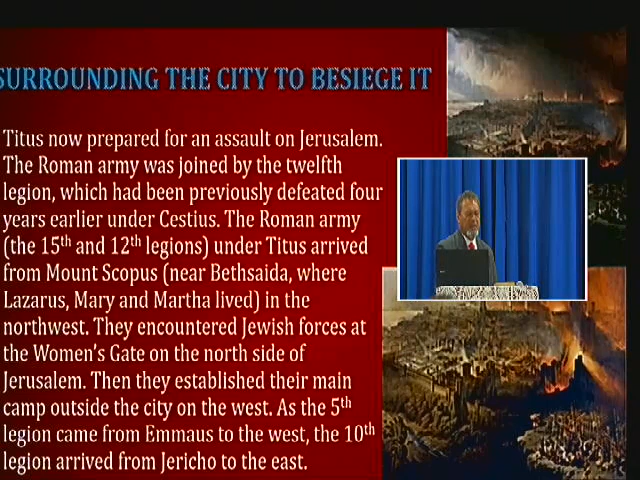 SURROUNDING THE CITY TO BESIEGE IT
Titus now prepared for an assault on Jerusalem.
The Roman army was joined by the twelfth
legion, which had been previously defeated four
years earlier under Cestius. The Roman army
(the 15th and 12th legions) under Titus arrived
from Mount Scopus (near Bethsaida, where
Lazarus, Mary and Martha lived) in the
northwest. They encountered Jewish forces at
the Women's Gate on the north side of
Jerusalem. Then they established their main
camp outside the city on the west. As the 5th
legion came from Emmaus to the west, the 10th
legion arrived from Jericho to the east.